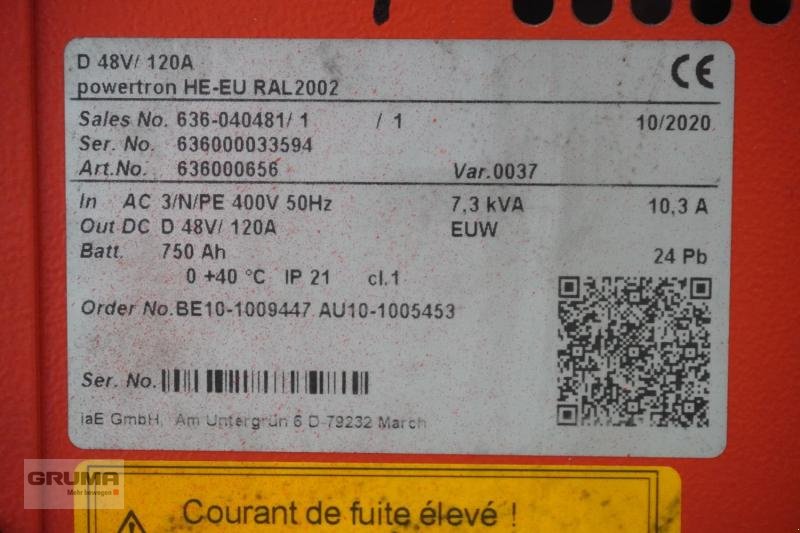 D 48V/ 120A
powertron HE-EU RAL2002
CE
Sales No. 636-040481/ 1 / 1 10/2020
Ser. No. 636000033594
Art.No. 636000656 Var.0037
In AC 3/N/PE 400V 50Hz 7,3 kVA 10,3 A
Out DC D 48V/ 120A EUW
Batt. 750 Ah 24 Pb
0 +40 °C IP 21 cl.1
Order No.BE10-1009447 AU10-1005453
Ser. No.
iaE GmbH, Am Untergrün 6 D-79232 March
GRUMA
Mehr bewegen
Courant de fuite élevé !